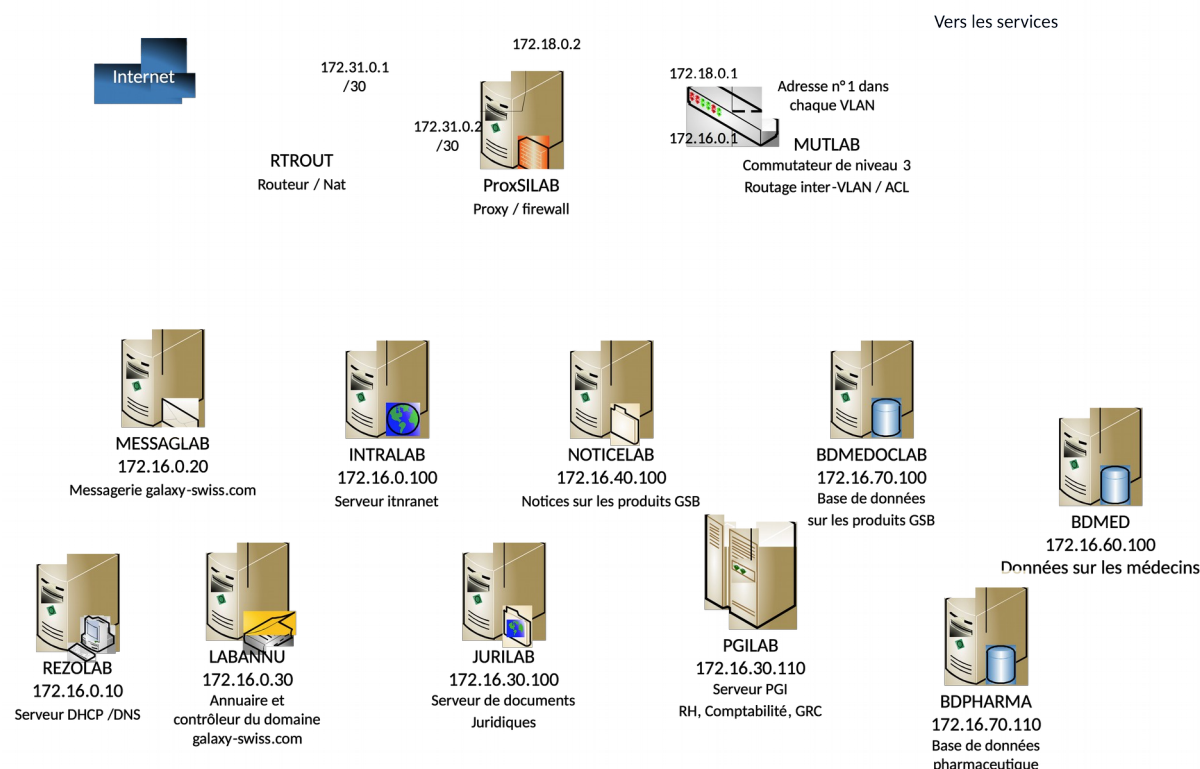 Vers les services
Internet
172.31.0.1
/30
172.18.0.2
172.31.0.2
/30
RTROUT
Routeur / Nat
ProxSILAB
Proxy / firewall
172.18.0.1
Adresse n°1 dans
chaque VLAN
172.16.0.1
MUTLAB
Commutateur de niveau 3
Routage inter-VLAN / ACL
MESSAGLAB
172.16.0.20
Messagerie galaxy-swiss.com
INTRALAB
172.16.0.100
Serveur itnranet
NOTICELAB
172.16.40.100
Notices sur les produits GSB
BDMEDOCLAB
172.16.70.100
Base de données
sur les produits GSB
BDMED
172.16.60.100
Données sur les médecins
REZOLAB
172.16.0.10
Serveur DHCP /DNS
LABANNU
172.16.0.30
Annuaire et
contrôleur du domaine
galaxy-swiss.com
JURILAB
172.16.30.100
Serveur de documents
Juridiques
PGILAB
172.16.30.110
Serveur PGI
RH, Comptabilité, GRC
BDPHARMA
172.16.70.110
Base de données
pharmaceutique